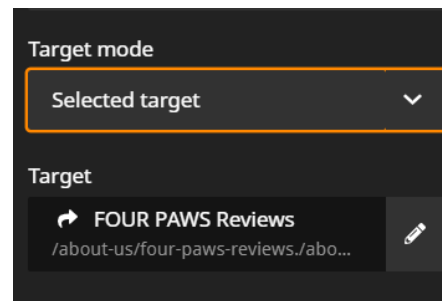 Target mode
Selected target
Target
FOUR PAWS Reviews
/about-us/four-paws-reviews./abo...